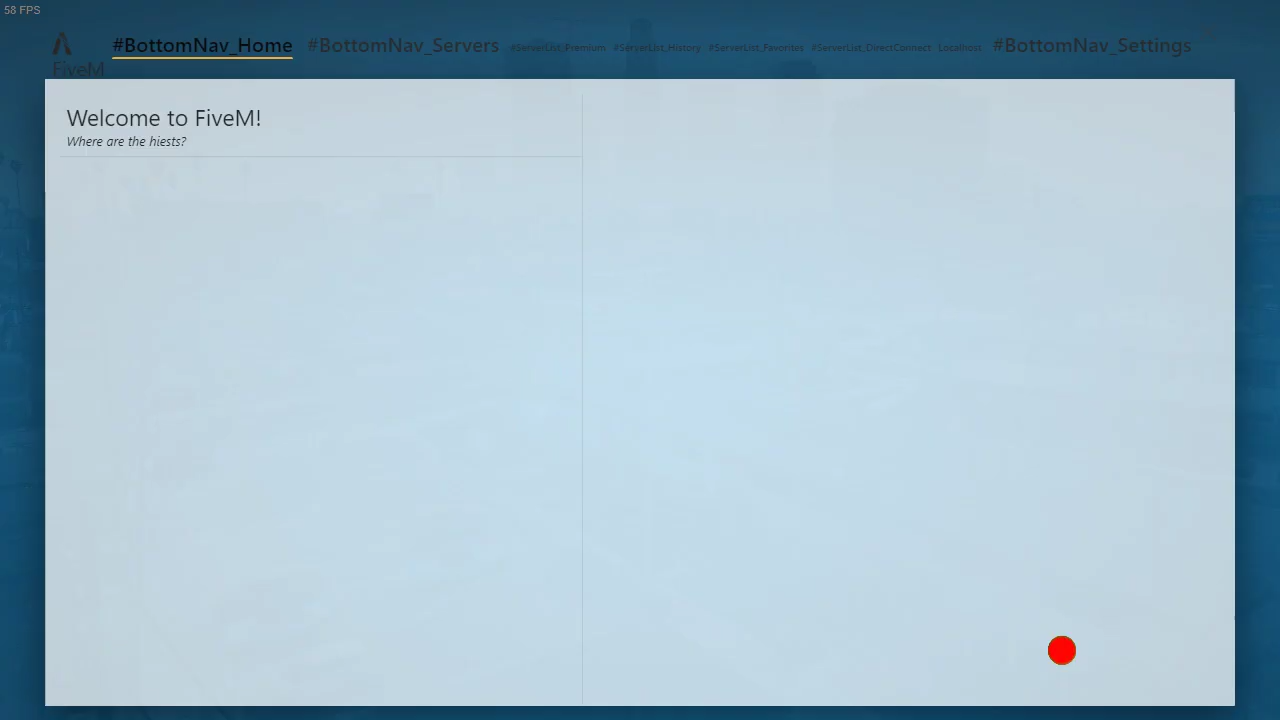 58 FPS
#BottomNav_Home #BottomNav_Servers #ServerList_Premium #ServerList_History #ServerList_Favorites #ServerList_DirectConnect Localhost #BottomNav_Settings
FiveM
Welcome to FiveM!
Where are the hiests?